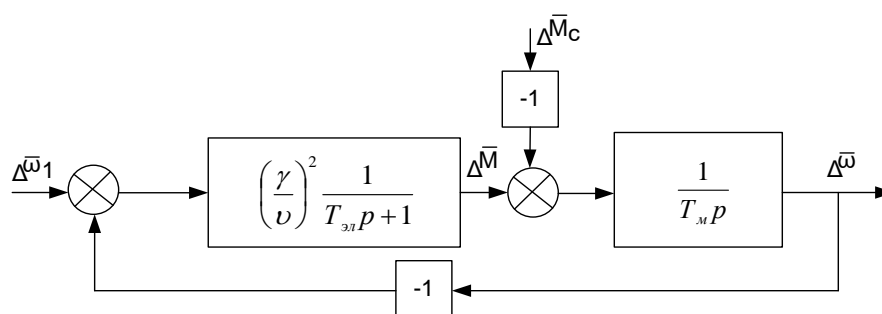 ΔM̄c
-1
Δω̄1
(γ/υ)² 1/(Tэл p + 1)
ΔM̄
1/(Tм p)
Δω̄
-1